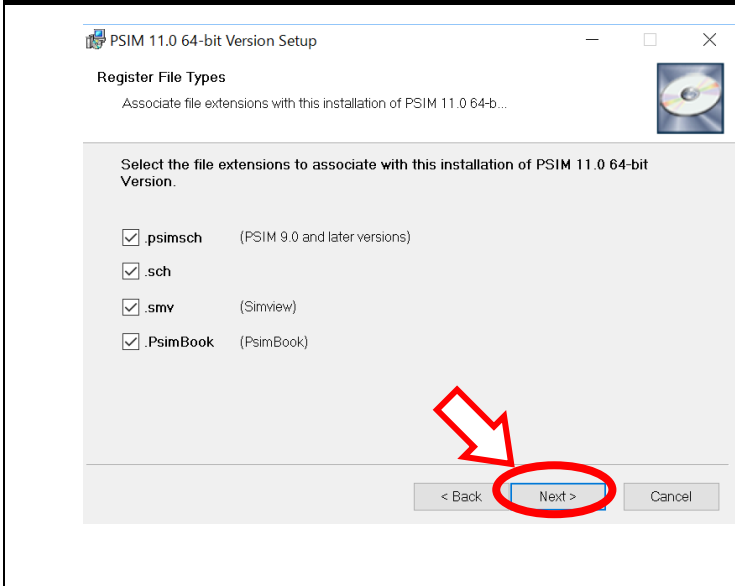 PSIM 11.0 64-bit Version Setup
Register File Types
Associate file extensions with this installation of PSIM 11.0 64-b...
Select the file extensions to associate with this installation of PSIM 11.0 64-bit
Version.
.psimsch (PSIM 9.0 and later versions)
.sch
.smv (Simview)
.PsimBook (PsimBook)
< Back Next > Cancel